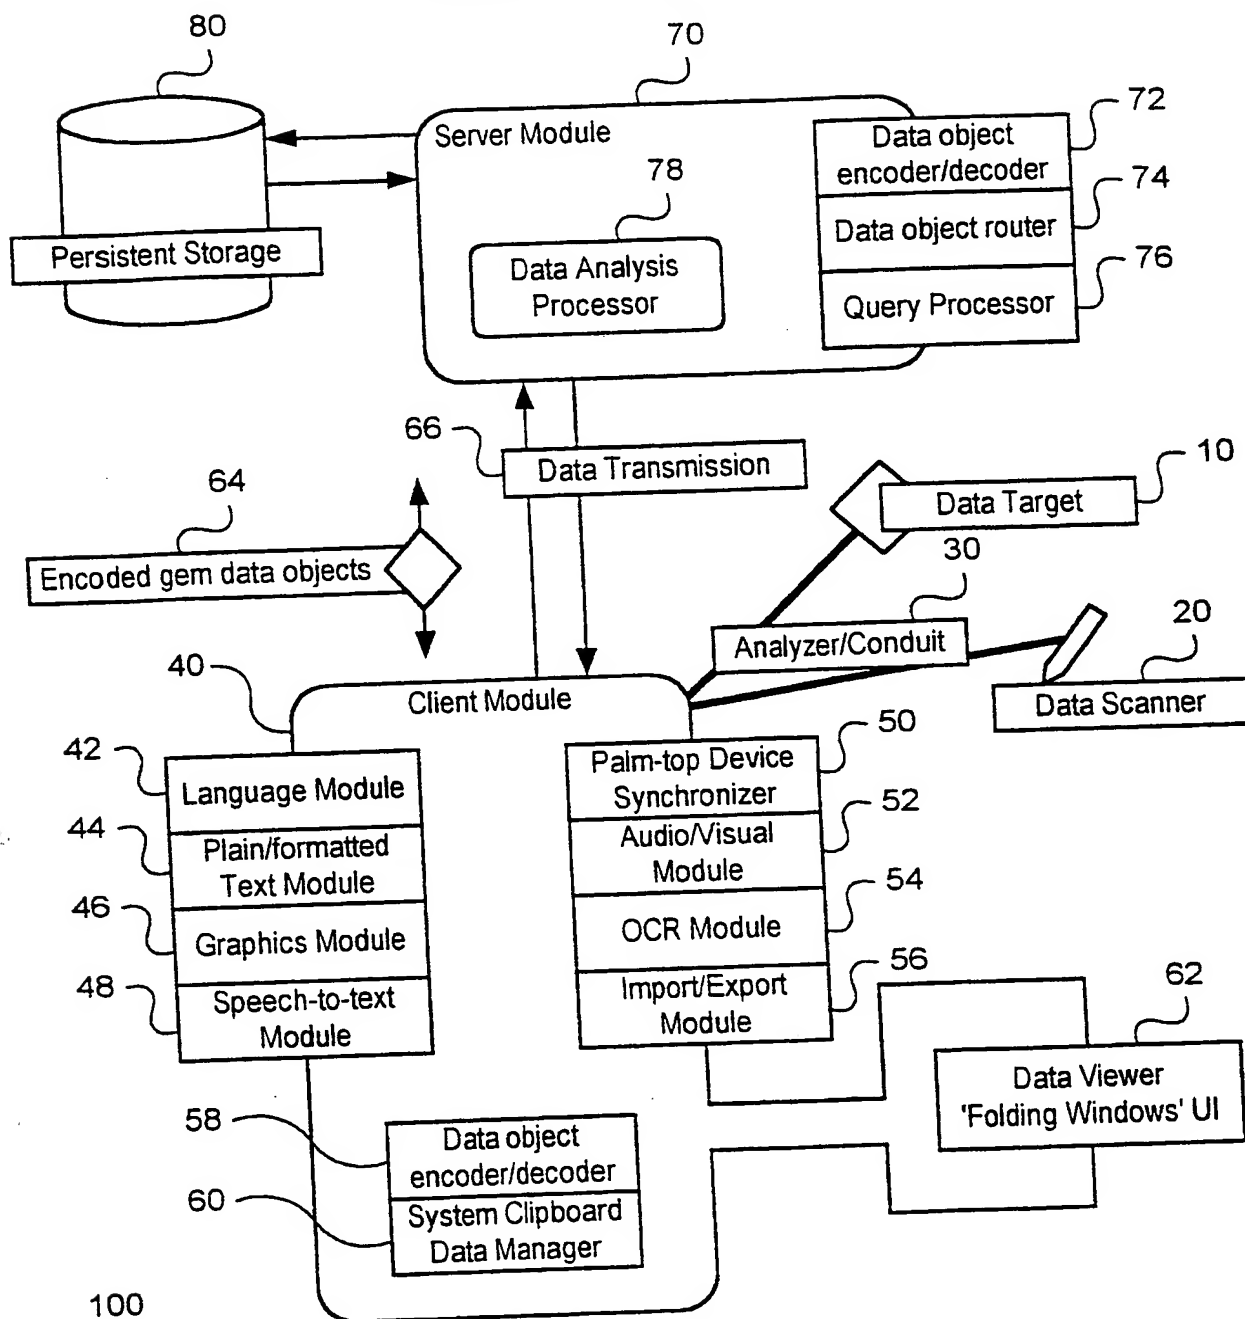 80
70
72
Server Module
Data object
encoder/decoder
78
74
Data object router
Persistent Storage
Data Analysis
Processor
76
Query Processor
66
Data Transmission
10
Data Target
64
Encoded gem data objects
30
Analyzer/Conduit
20
Data Scanner
40
Client Module
42
Language Module
50
Palm-top Device
Synchronizer
44
Plain/formatted
Text Module
52
Audio/Visual
Module
46
Graphics Module
54
OCR Module
48
Speech-to-text
Module
56
Import/Export
Module
62
Data Viewer
'Folding Windows' UI
58
Data object
encoder/decoder
60
System Clipboard
Data Manager
100